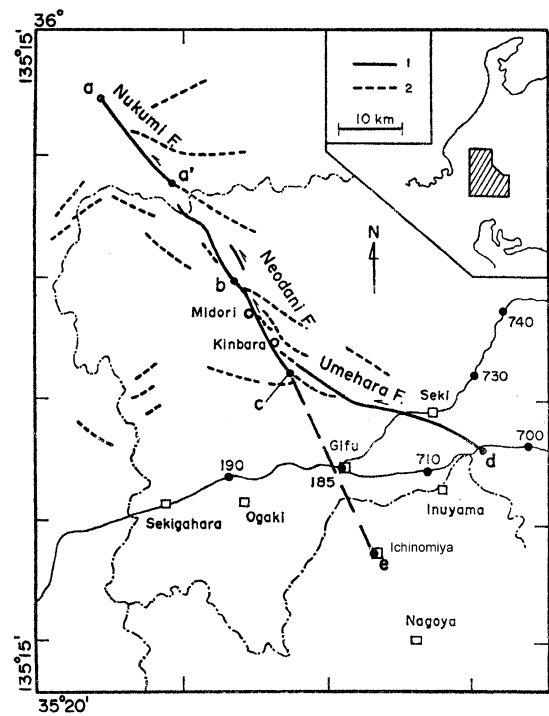 36°
135°15'
1
2
10 km
a
Nukumi F.
a'
N
Neodani F.
b
Midori
740
Kinbara
730
Umehara F.
Seki
c
Gifu
700
190
185
710
d
Sekigahara
Ogaki
Inuyama
Ichinomiya
e
Nagoya
135°15'
35°20'